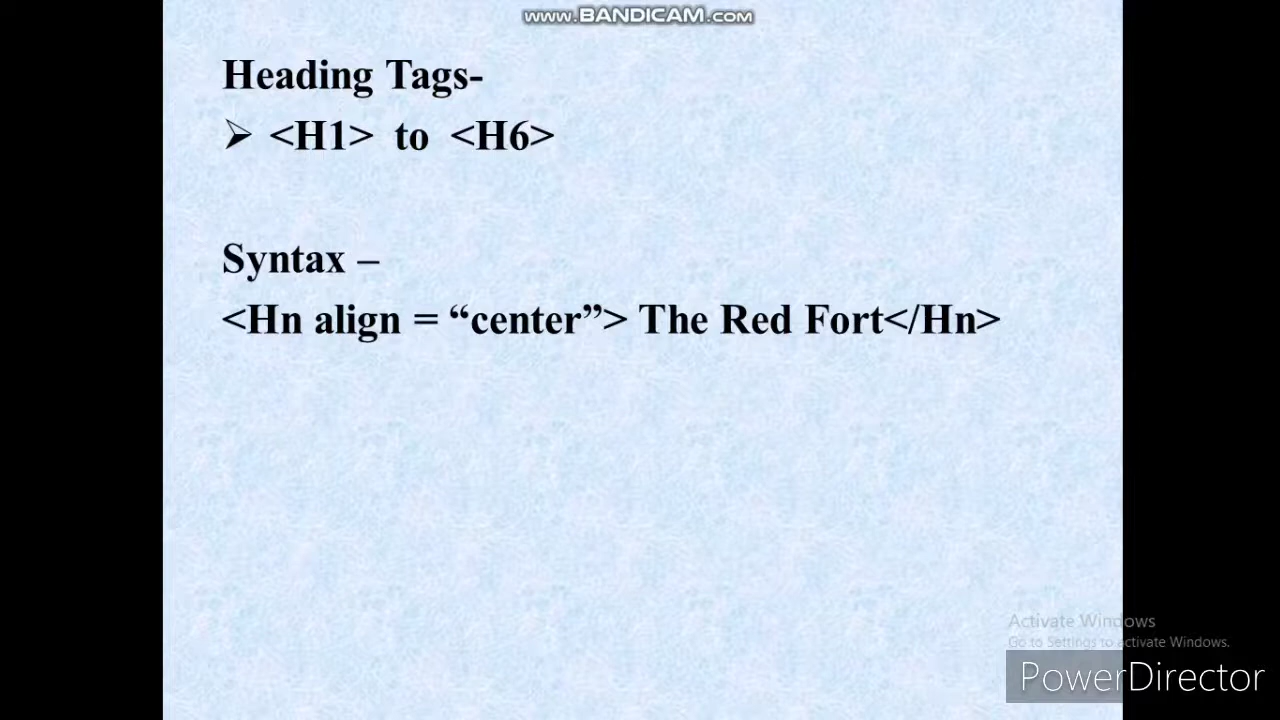 www.BANDICAM.com
Heading Tags-
➢ <H1> to <H6>
Syntax –
<Hn align = “center”> The Red Fort</Hn>
Activate Windows
Go to Settings to activate Windows.
PowerDirector